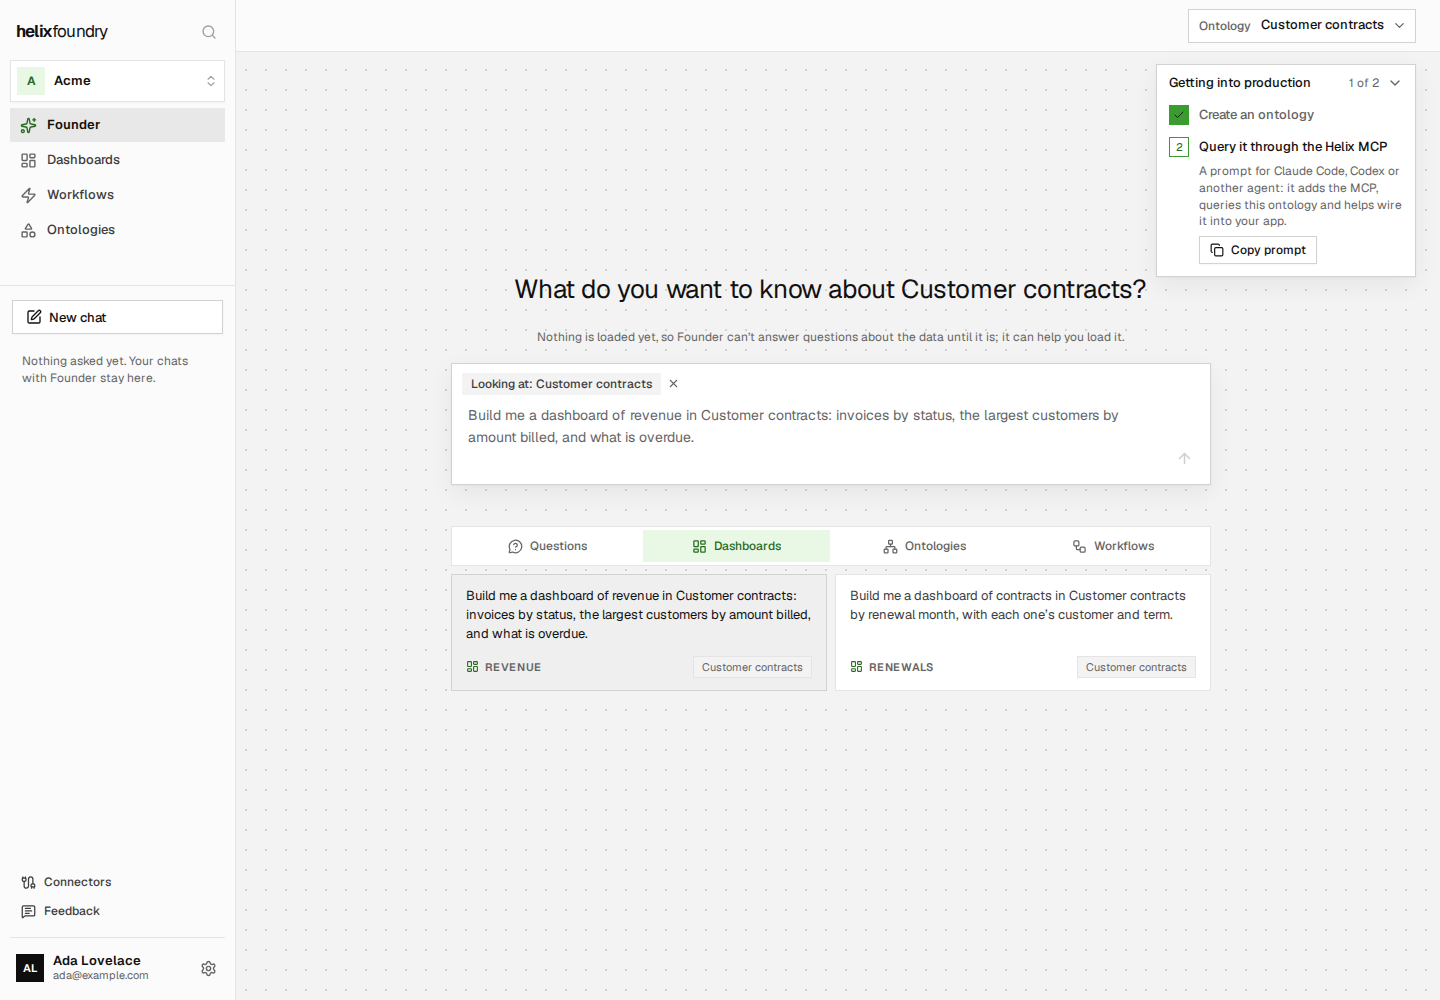 helixfoundry
A
Acme
Founder
Dashboards
Workflows
Ontologies
New chat
Nothing asked yet. Your chats
with Founder stay here.
Connectors
Feedback
AL
Ada Lovelace
ada@example.com
Ontology Customer contracts
Getting into production 1 of 2
Create an ontology
2 Query it through the Helix MCP
A prompt for Claude Code, Codex or
another agent: it adds the MCP,
queries this ontology and helps wire
it into your app.
Copy prompt
What do you want to know about Customer contracts?
Nothing is loaded yet, so Founder can't answer questions about the data until it is; it can help you load it.
Looking at: Customer contracts
Build me a dashboard of revenue in Customer contracts: invoices by status, the largest customers by
amount billed, and what is overdue.
Questions Dashboards Ontologies Workflows
Build me a dashboard of revenue in Customer contracts:
invoices by status, the largest customers by amount billed,
and what is overdue.
REVENUE Customer contracts
Build me a dashboard of contracts in Customer contracts
by renewal month, with each one's customer and term.
RENEWALS Customer contracts